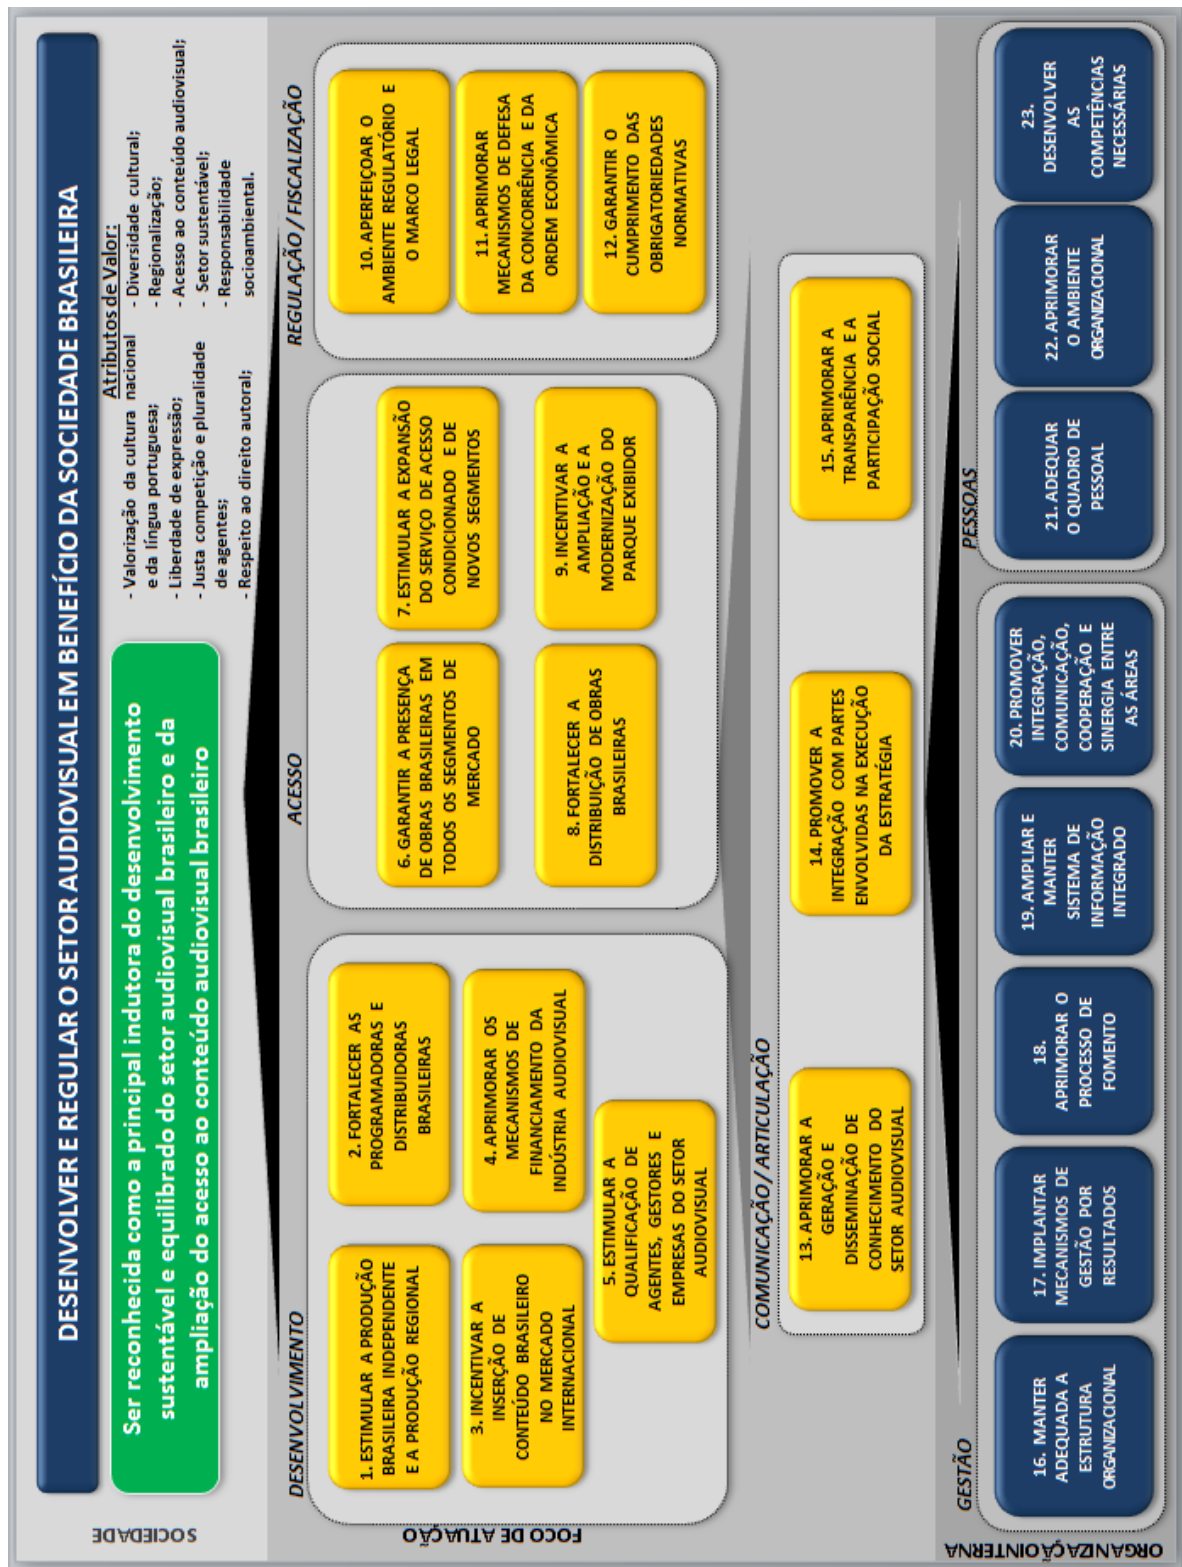 DESENVOLVER E REGULAR O SETOR AUDIOVISUAL EM BENEFÍCIO DA SOCIEDADE BRASILEIRA
SOCIEDADE
Ser reconhecida como a principal indutora do desenvolvimento
sustentável e equilibrado do setor audiovisual brasileiro e da
ampliação do acesso ao conteúdo audiovisual brasileiro
Atributos de Valor:
- Valorização da cultura nacional
e da língua portuguesa;
- Liberdade de expressão;
- Justa competição e pluralidade
de agentes;
- Respeito ao direito autoral;
- Diversidade cultural;
- Regionalização;
- Acesso ao conteúdo audiovisual;
- Setor sustentável;
- Responsabilidade
socioambiental.
FOCO DE ATUAÇÃO
DESENVOLVIMENTO
1. ESTIMULAR A PRODUÇÃO
BRASILEIRA INDEPENDENTE
E A PRODUÇÃO REGIONAL
2. FORTALECER AS
PROGRAMADORAS E
DISTRIBUIDORAS
BRASILEIRAS
3. INCENTIVAR A
INSERÇÃO DE
CONTEÚDO BRASILEIRO
NO MERCADO
INTERNACIONAL
4. APRIMORAR OS
MECANISMOS DE
FINANCIAMENTO DA
INDÚSTRIA AUDIOVISUAL
5. ESTIMULAR A
QUALIFICAÇÃO DE
AGENTES, GESTORES E
EMPRESAS DO SETOR
AUDIOVISUAL
ACESSO
6. GARANTIR A PRESENÇA
DE OBRAS BRASILEIRAS EM
TODOS OS SEGMENTOS DE
MERCADO
7. ESTIMULAR A EXPANSÃO
DO SERVIÇO DE ACESSO
CONDICIONADO E DE
NOVOS SEGMENTOS
8. FORTALECER A
DISTRIBUIÇÃO DE OBRAS
BRASILEIRAS
9. INCENTIVAR A
AMPLIAÇÃO E A
MODERNIZAÇÃO DO
PARQUE EXIBIDOR
REGULAÇÃO / FISCALIZAÇÃO
10. APERFEIÇOAR O
AMBIENTE REGULATÓRIO E
O MARCO LEGAL
11. APRIMORAR
MECANISMOS DE DEFESA
DA CONCORRÊNCIA E DA
ORDEM ECONÔMICA
12. GARANTIR O
CUMPRIMENTO DAS
OBRIGATORIEDADES
NORMATIVAS
COMUNICAÇÃO / ARTICULAÇÃO
13. APRIMORAR A
GERAÇÃO E
DISSEMINAÇÃO DE
CONHECIMENTO DO
SETOR AUDIOVISUAL
14. PROMOVER A
INTEGRAÇÃO COM PARTES
ENVOLVIDAS NA EXECUÇÃO
DA ESTRATÉGIA
15. APRIMORAR A
TRANSPARÊNCIA E A
PARTICIPAÇÃO SOCIAL
ORGANIZAÇÃO INTERNA
GESTÃO
16. MANTER
ADEQUADA A
ESTRUTURA
ORGANIZACIONAL
17. IMPLANTAR
MECANISMOS DE
GESTÃO POR
RESULTADOS
18.
APRIMORAR O
PROCESSO DE
FOMENTO
19. AMPLIAR E
MANTER
SISTEMA DE
INFORMAÇÃO
INTEGRADO
20. PROMOVER
INTEGRAÇÃO,
COMUNICAÇÃO,
COOPERAÇÃO E
SINERGIA ENTRE
AS ÁREAS
PESSOAS
21. ADEQUAR
O QUADRO DE
PESSOAL
22. APRIMORAR
O AMBIENTE
ORGANIZACIONAL
23.
DESENVOLVER
AS
COMPETÊNCIAS
NECESSÁRIAS